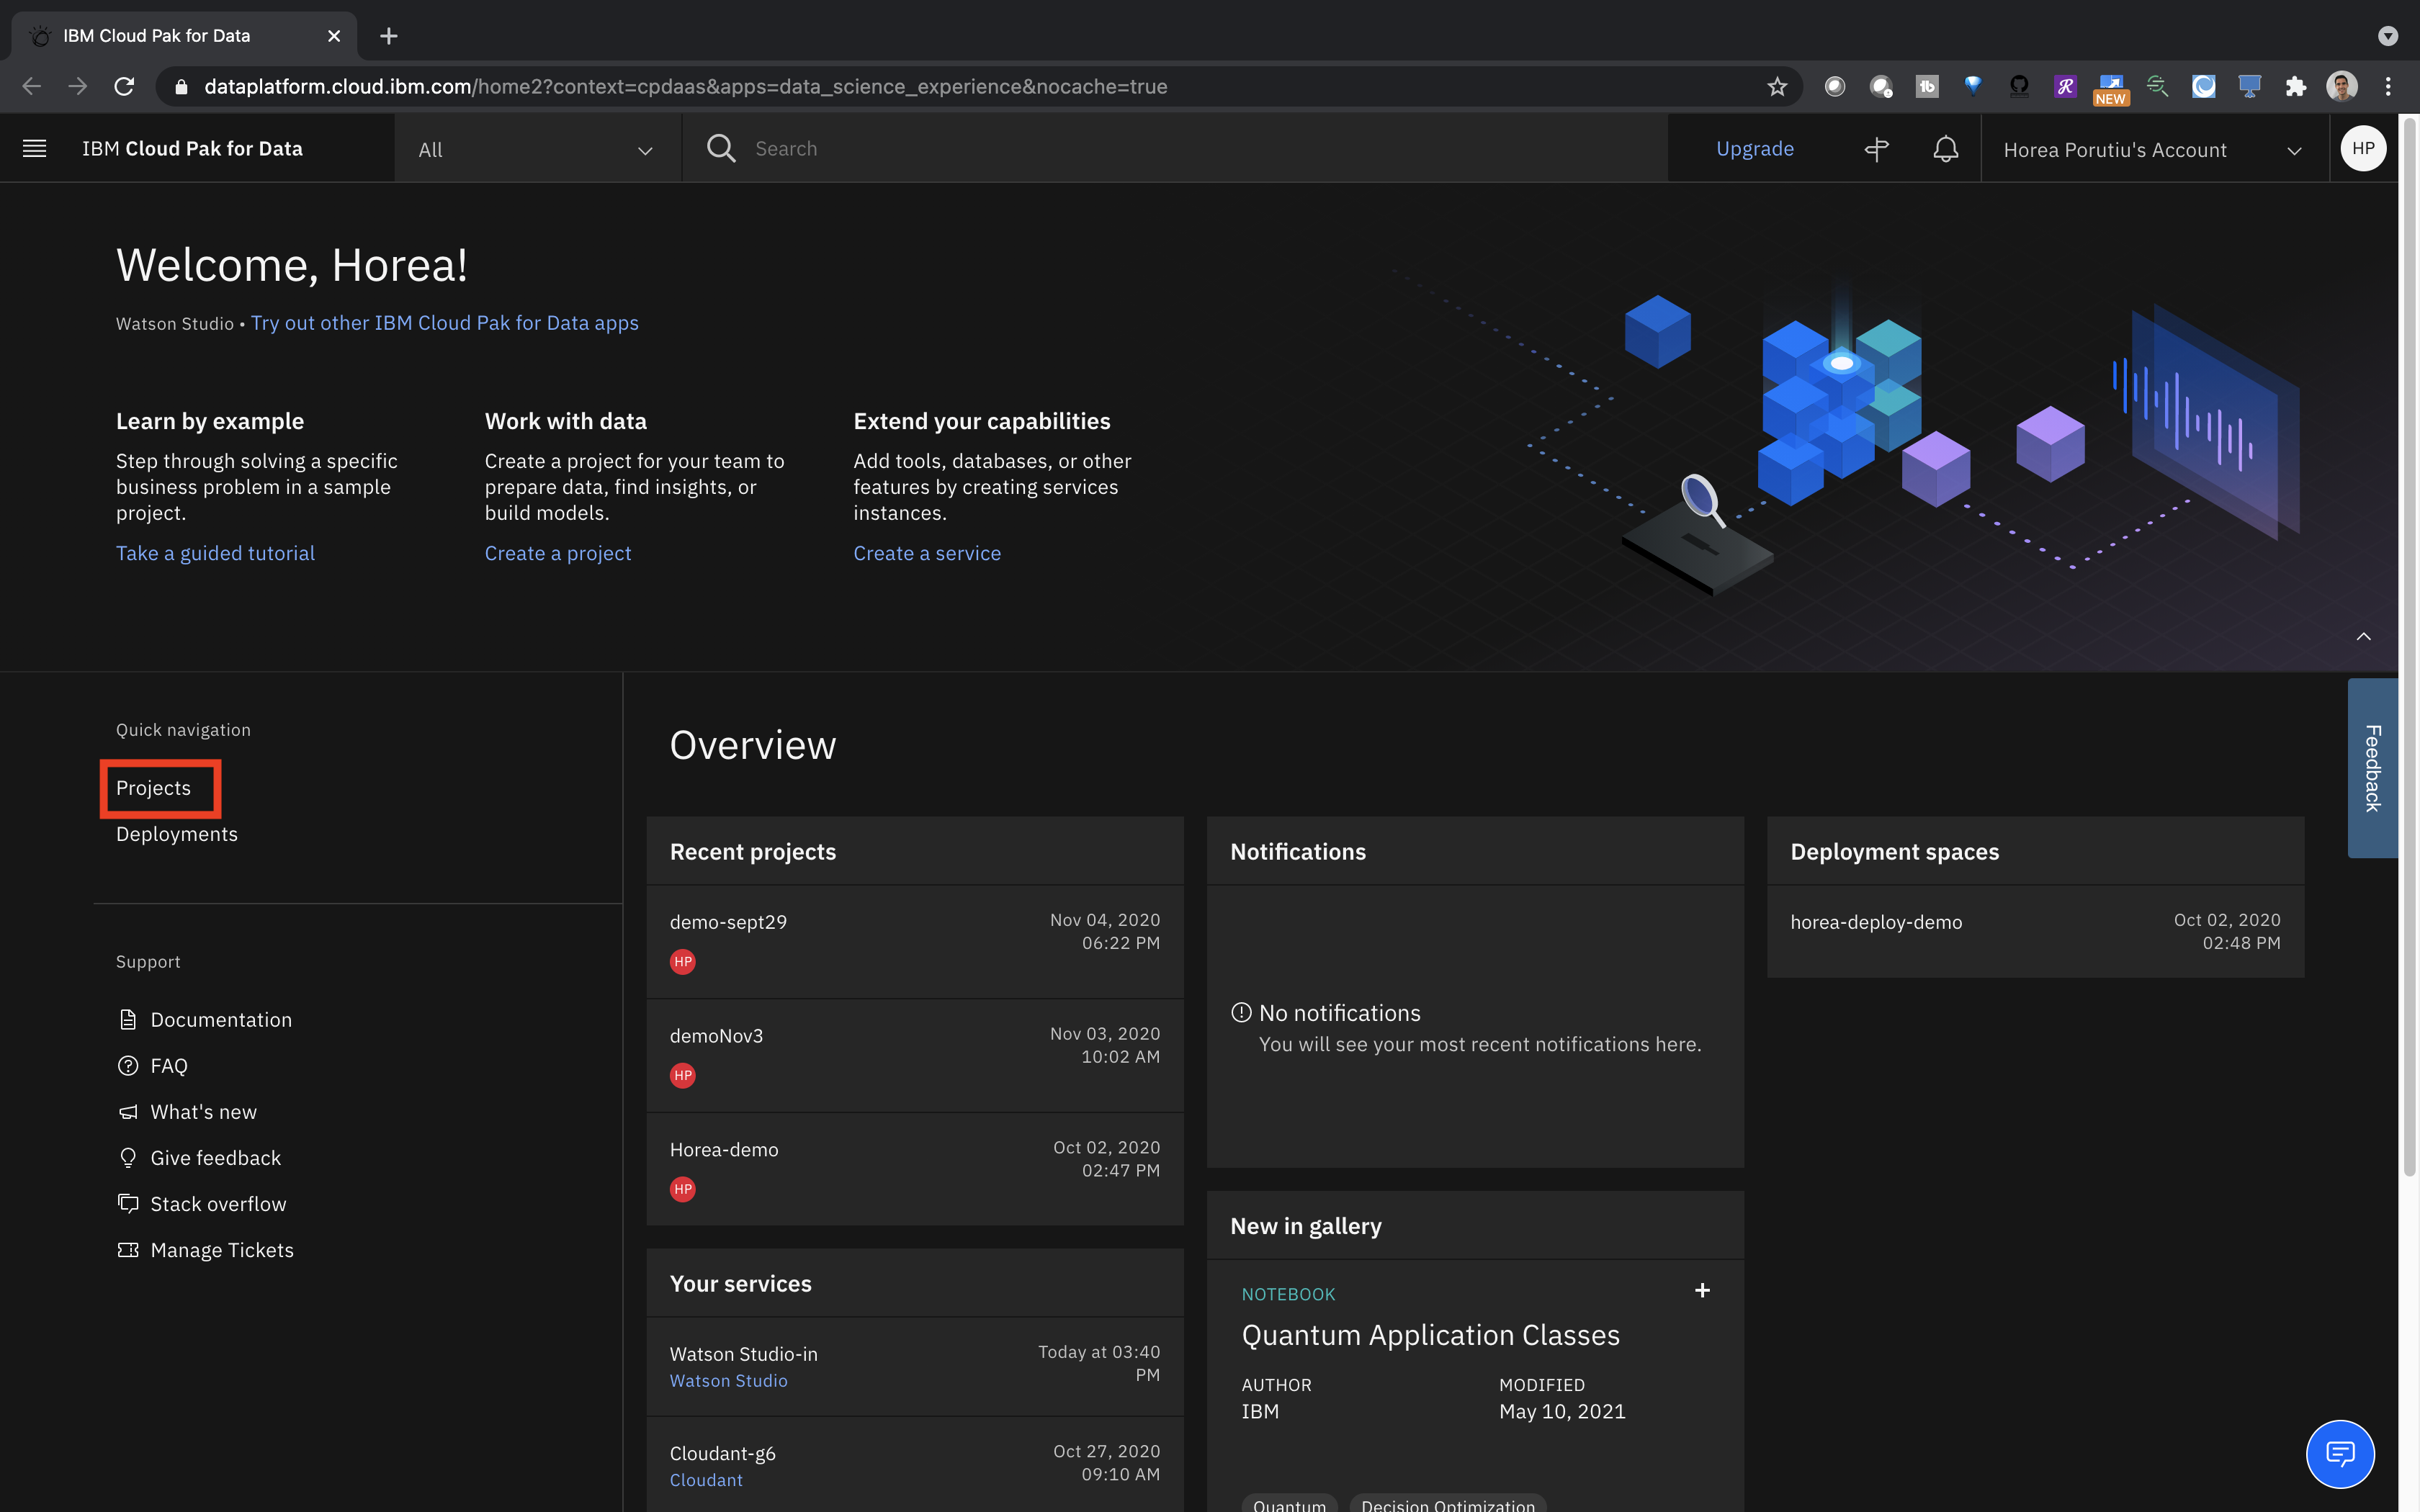 IBM Cloud Pak for Data
dataplatform.cloud.ibm.com/home2?context=cpdaas&apps=data_science_experience&nocache=true
tb
R
NEW
IBM Cloud Pak for Data
All
Search
Upgrade
Horea Porutiu's Account
HP
Welcome, Horea!
Watson Studio • Try out other IBM Cloud Pak for Data apps
Learn by example
Step through solving a specific
business problem in a sample
project.
Take a guided tutorial
Work with data
Create a project for your team to
prepare data, find insights, or
build models.
Create a project
Extend your capabilities
Add tools, databases, or other
features by creating services
instances.
Create a service
Quick navigation
Projects
Deployments
Support
Documentation
FAQ
What's new
Give feedback
Stack overflow
Manage Tickets
Overview
Recent projects
demo-sept29
Nov 04, 2020
06:22 PM
HP
demoNov3
Nov 03, 2020
10:02 AM
HP
Horea-demo
Oct 02, 2020
02:47 PM
HP
Your services
Watson Studio-in
Today at 03:40
PM
Watson Studio
Cloudant-g6
Oct 27, 2020
09:10 AM
Cloudant
Notifications
No notifications
You will see your most recent notifications here.
New in gallery
NOTEBOOK
Quantum Application Classes
AUTHOR
MODIFIED
IBM
May 10, 2021
Quantum
Decision Optimization
Deployment spaces
horea-deploy-demo
Oct 02, 2020
02:48 PM
Feedback